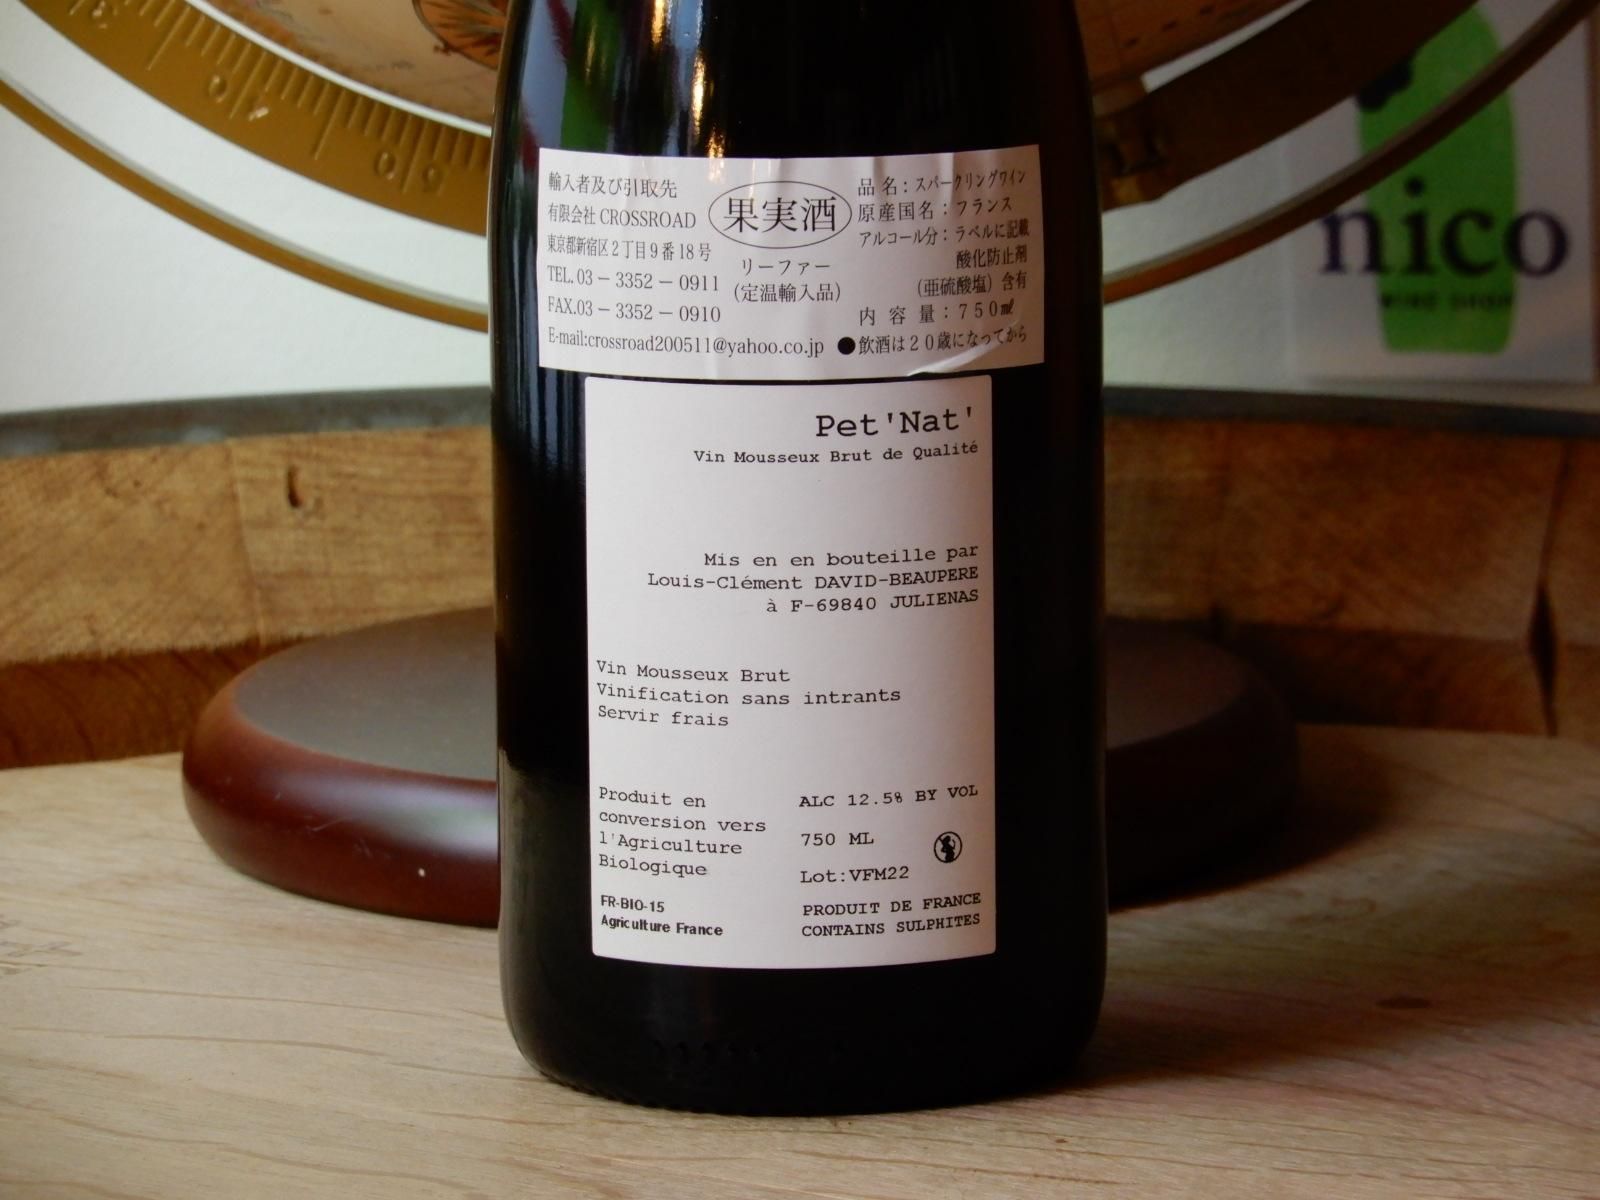 輸入者及び引取先
有限会社 CROSSROAD
東京都新宿区2丁目9番18号
TEL.03－3352－0911
FAX.03－3352－0910
E-mail:crossroad200511@yahoo.co.jp
果実酒
リーファー
(定温輸入品)
品名：スパークリングワイン
原産国名：フランス
アルコール分：ラベルに記載
酸化防止剤
(亜硫酸塩) 含有
内容量：750㎖
●飲酒は20歳になってから
nico
WINE SHOP
Pet'Nat'
Vin Mousseux Brut de Qualité
Mis en en bouteille par
Louis-Clément DAVID-BEAUPERE
à F-69840 JULIENAS
Vin Mousseux Brut
Vinification sans intrants
Servir frais
Produit en
conversion vers
l'Agriculture
Biologique
FR-BIO-15
Agriculture France
ALC 12.5% BY VOL
750 ML
Lot:VFM22
PRODUIT DE FRANCE
CONTAINS SULPHITES